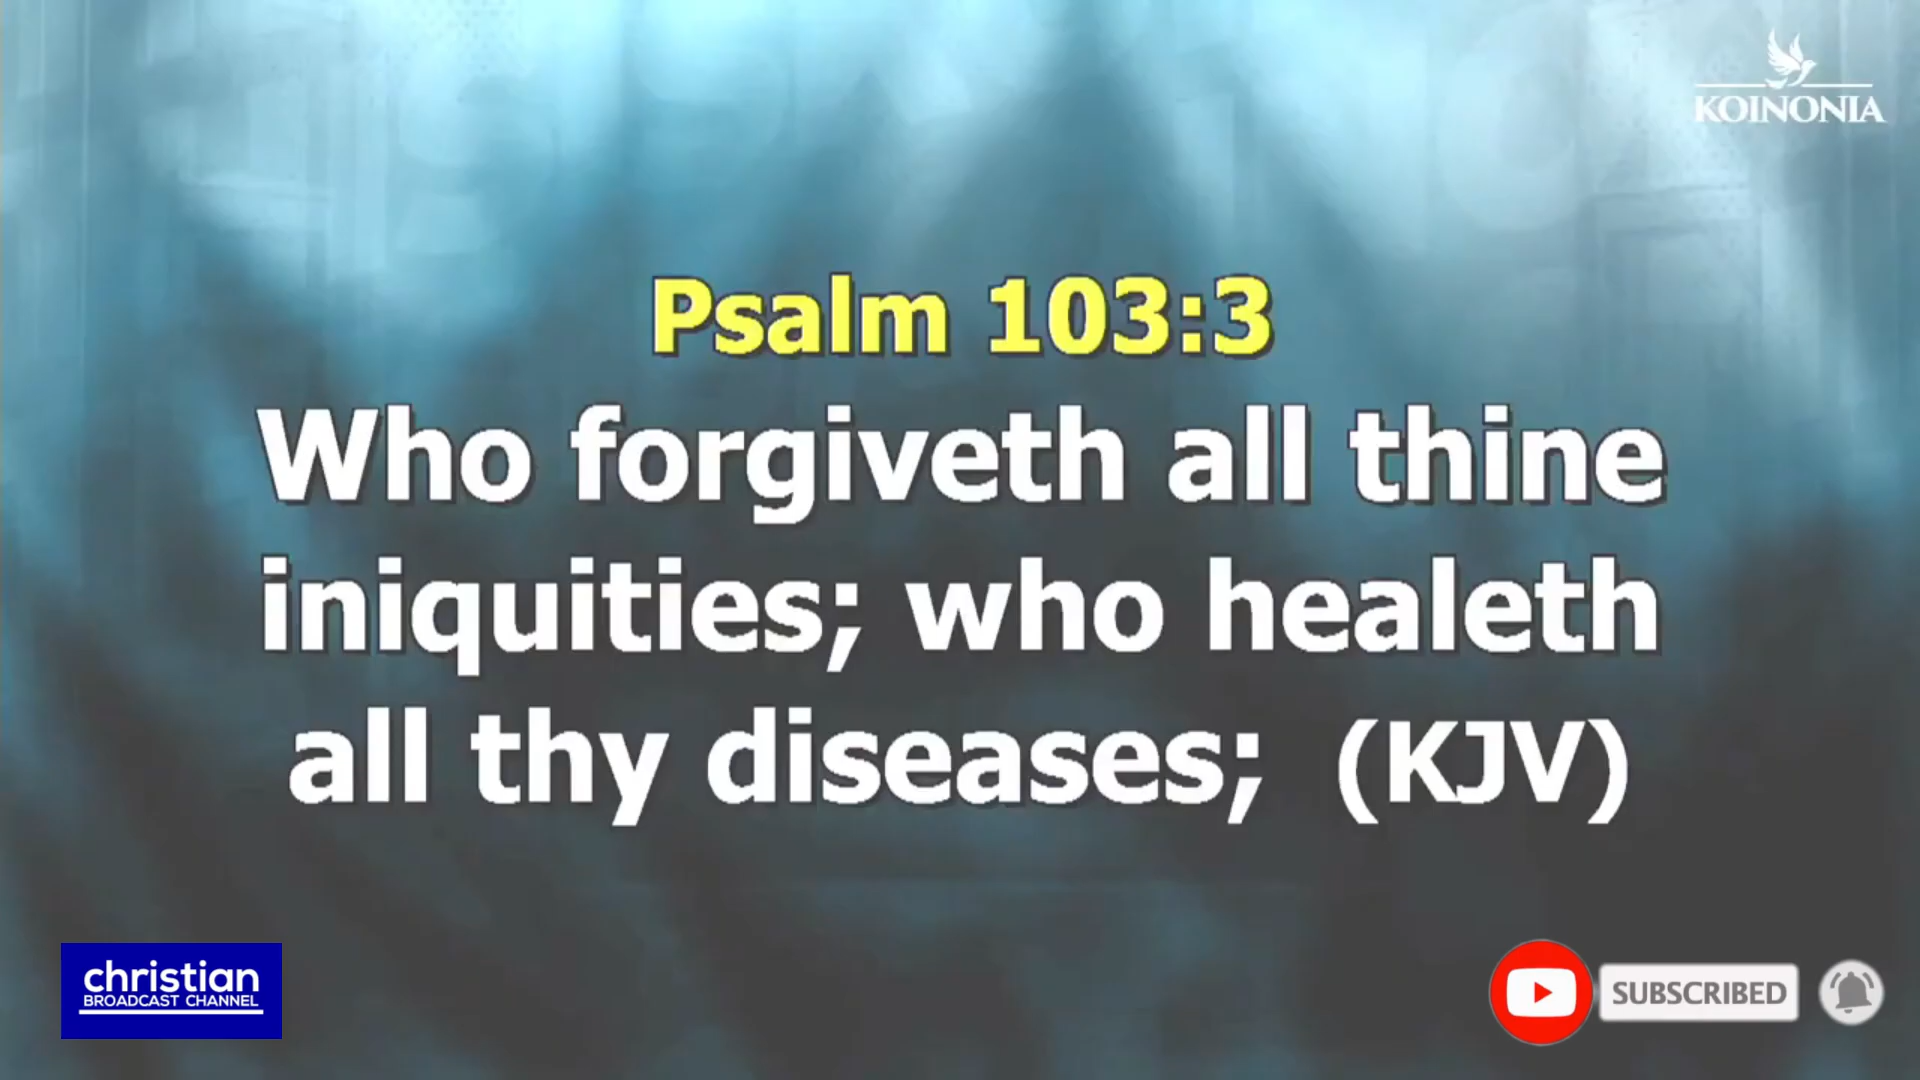 KOINONIA
Psalm 103:3
Who forgiveth all thine
iniquities; who healeth
all thy diseases; (KJV)
christian
BROADCAST CHANNEL
SUBSCRIBED